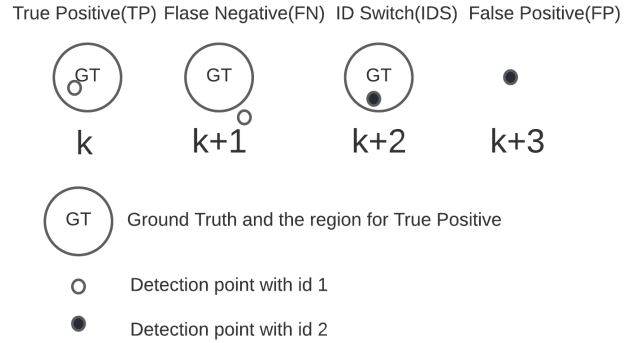 True Positive(TP) Flase Negative(FN) ID Switch(IDS) False Positive(FP)
GT GT GT
k k+1 k+2 k+3
GT Ground Truth and the region for True Positive
Detection point with id 1
Detection point with id 2